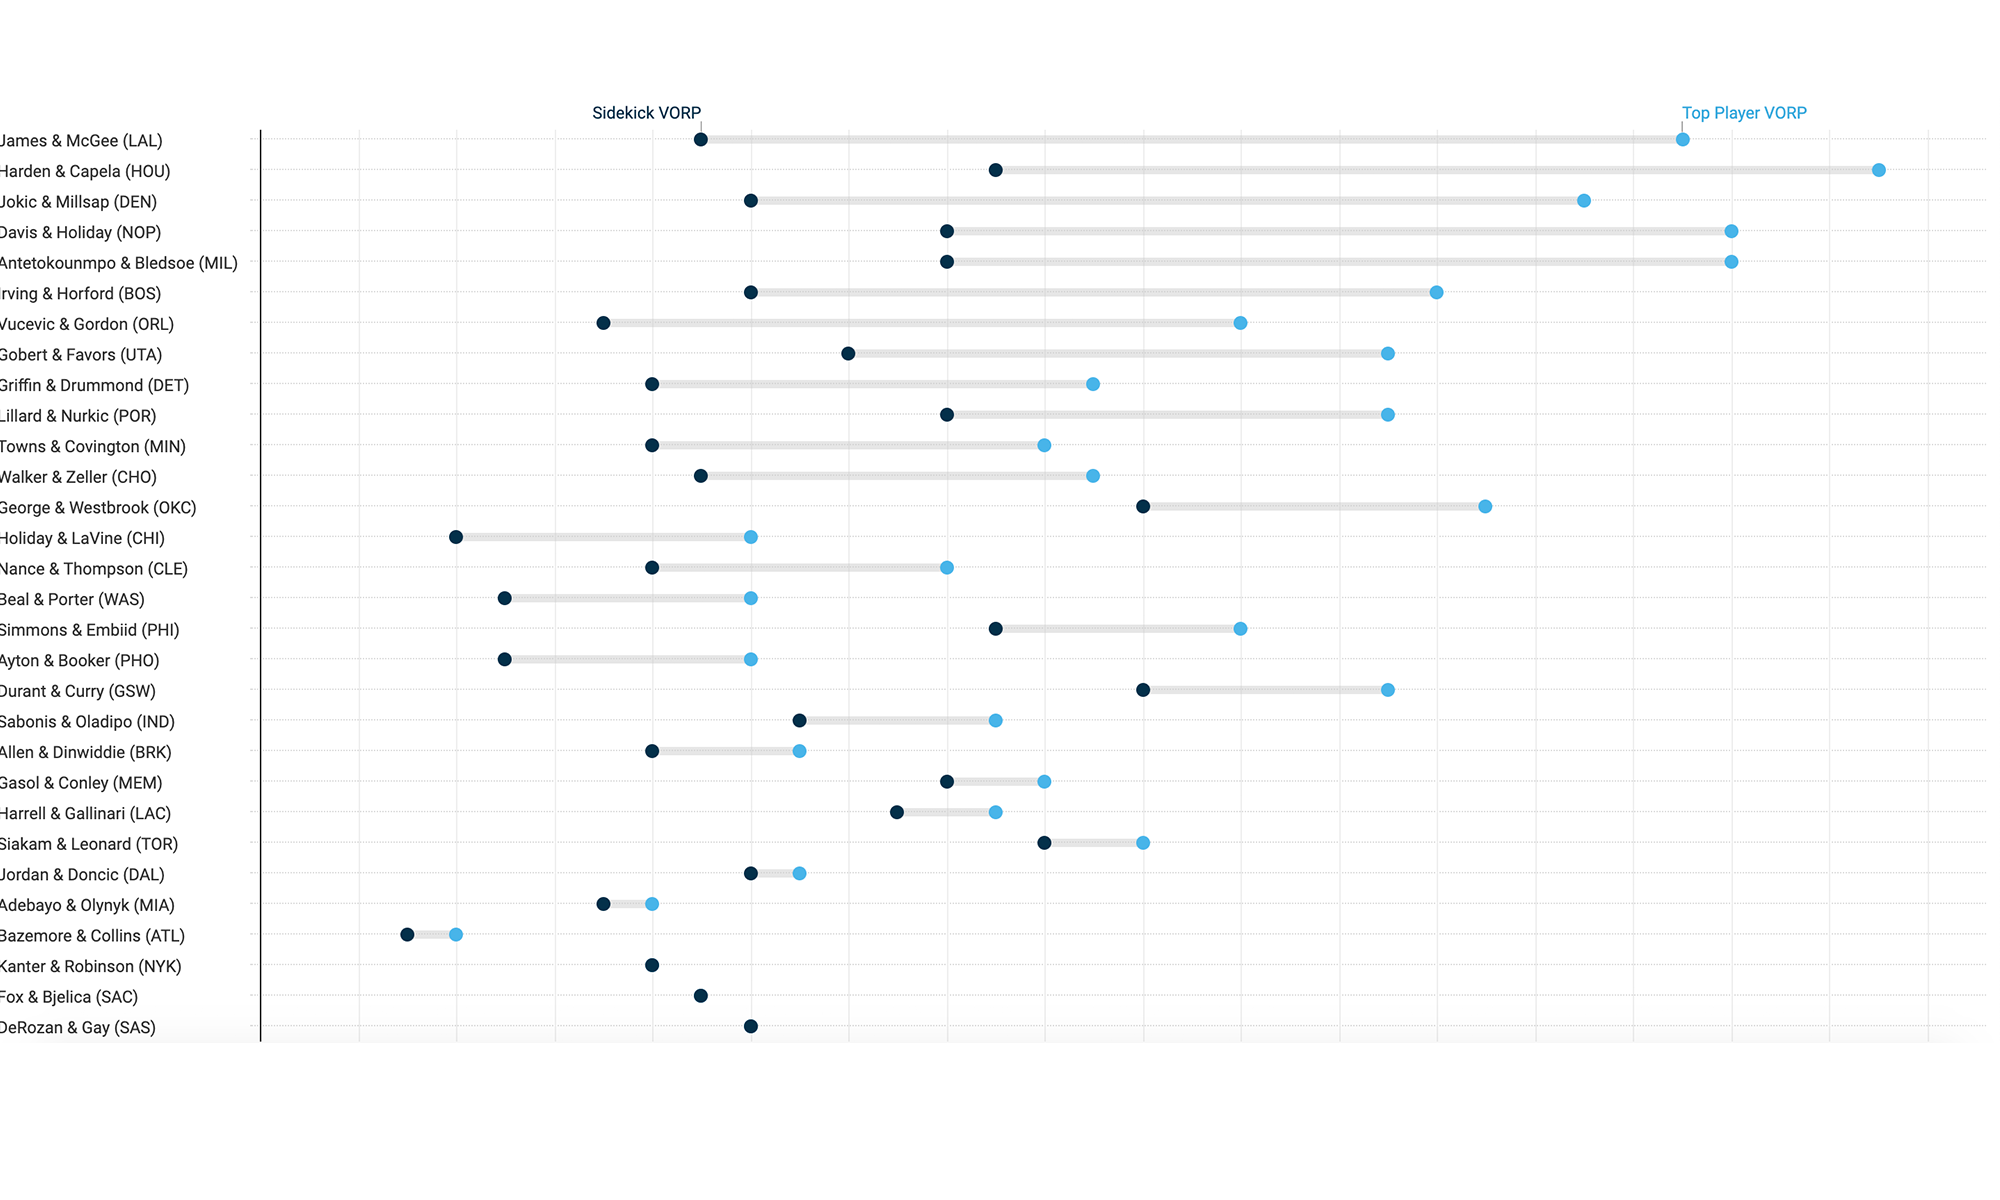 Sidekick VORP
Top Player VORP
James & McGee (LAL)
Harden & Capela (HOU)
Jokic & Millsap (DEN)
Davis & Holiday (NOP)
Antetokounmpo & Bledsoe (MIL)
Irving & Horford (BOS)
Vucevic & Gordon (ORL)
Gobert & Favors (UTA)
Griffin & Drummond (DET)
Lillard & Nurkic (POR)
Towns & Covington (MIN)
Walker & Zeller (CHO)
George & Westbrook (OKC)
Holiday & LaVine (CHI)
Nance & Thompson (CLE)
Beal & Porter (WAS)
Simmons & Embiid (PHI)
Ayton & Booker (PHO)
Durant & Curry (GSW)
Sabonis & Oladipo (IND)
Allen & Dinwiddie (BRK)
Gasol & Conley (MEM)
Harrell & Gallinari (LAC)
Siakam & Leonard (TOR)
Jordan & Doncic (DAL)
Adebayo & Olynyk (MIA)
Bazemore & Collins (ATL)
Kanter & Robinson (NYK)
Fox & Bjelica (SAC)
DeRozan & Gay (SAS)